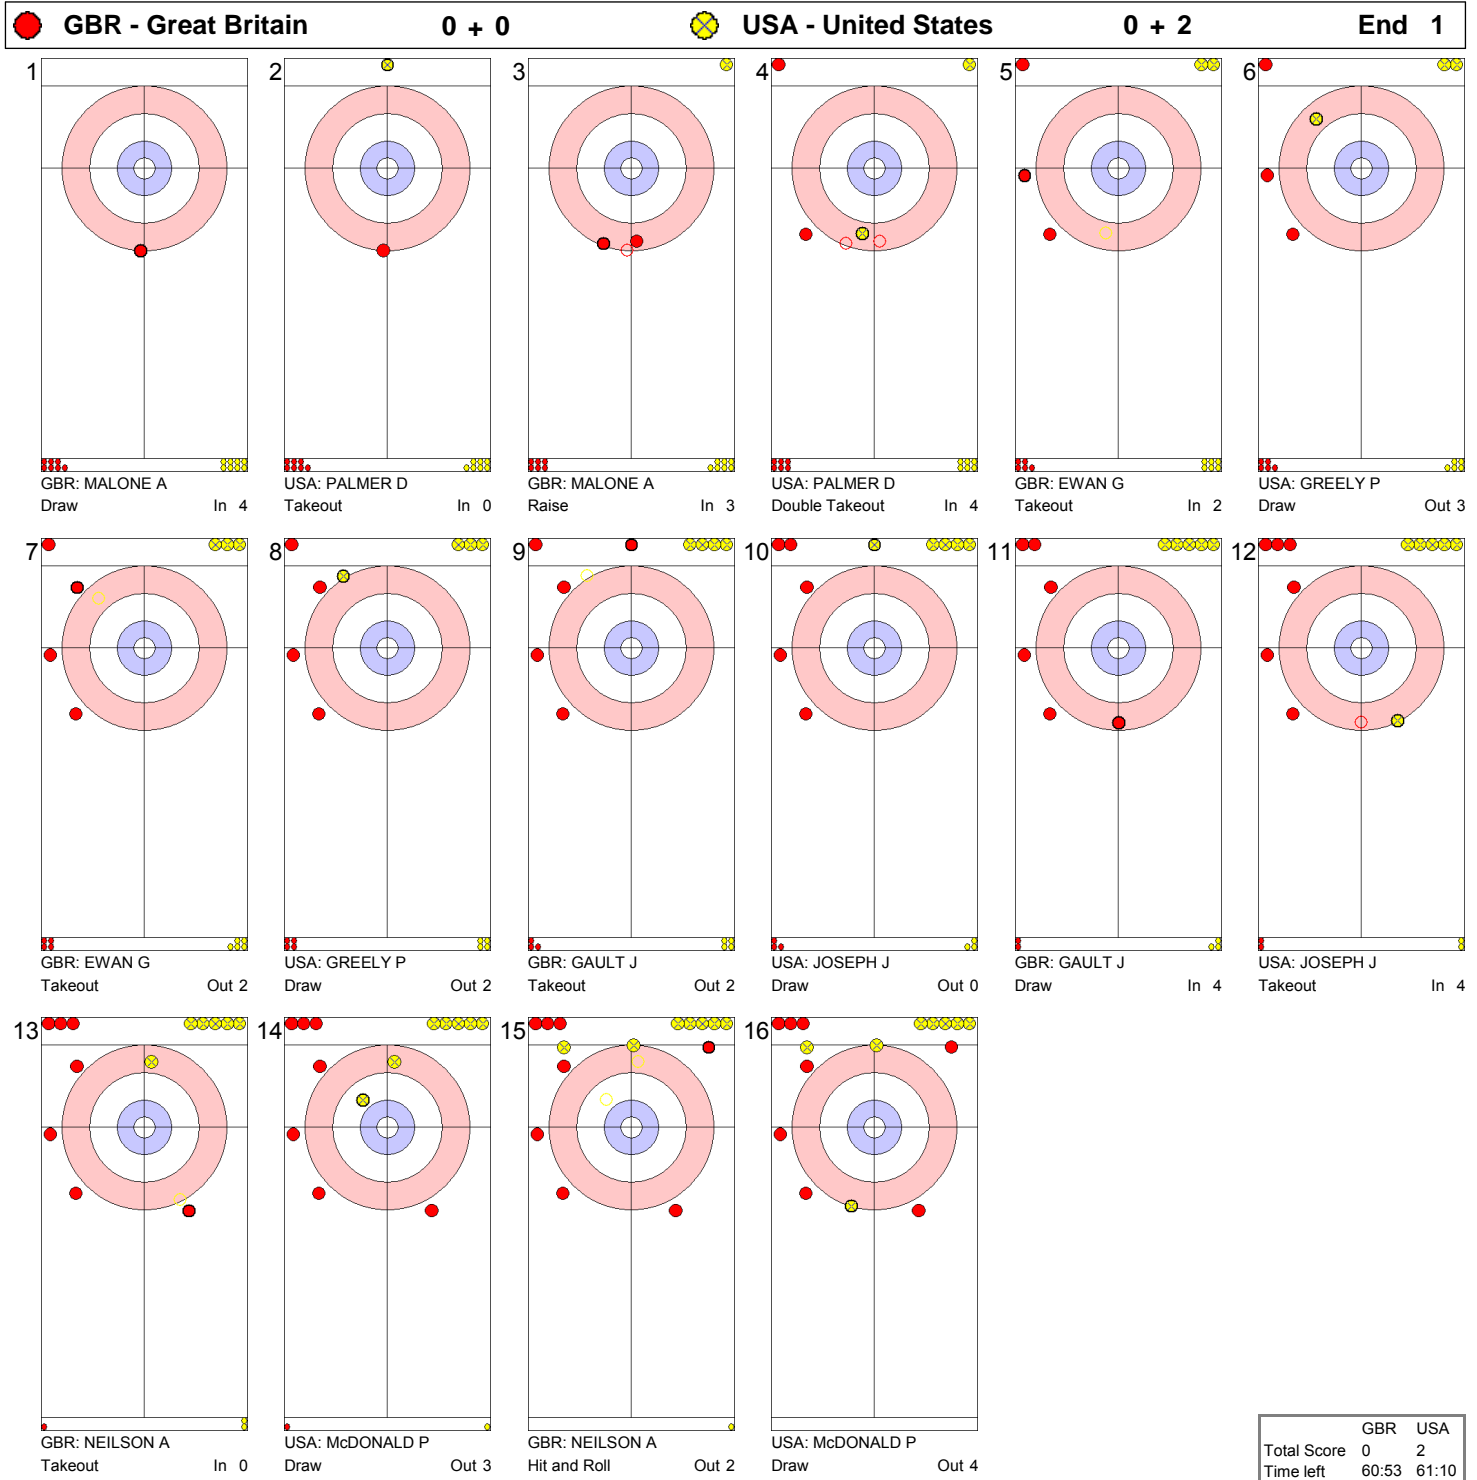 GBR - Great Britain 0 + 0 USA - United States 0 + 2 End 1
1 2 3 4 5 6
GBR: MALONE A USA: PALMER D GBR: MALONE A USA: PALMER D GBR: EWAN G USA: GREELY P
Draw In 4 Takeout In 0 Raise In 3 Double Takeout In 4 Takeout In 2 Draw Out 3
7 8 9 10 11 12
GBR: EWAN G USA: GREELY P GBR: GAULT J USA: JOSEPH J GBR: GAULT J USA: JOSEPH J
Takeout Out 2 Draw Out 2 Takeout Out 2 Draw Out 0 Draw In 4 Takeout In 4
13 14 15 16
GBR: NEILSON A USA: McDONALD P GBR: NEILSON A USA: McDONALD P
Takeout In 0 Draw Out 3 Hit and Roll Out 2 Draw Out 4
GBR USA
Total Score 0 2
Time left 60:53 61:10